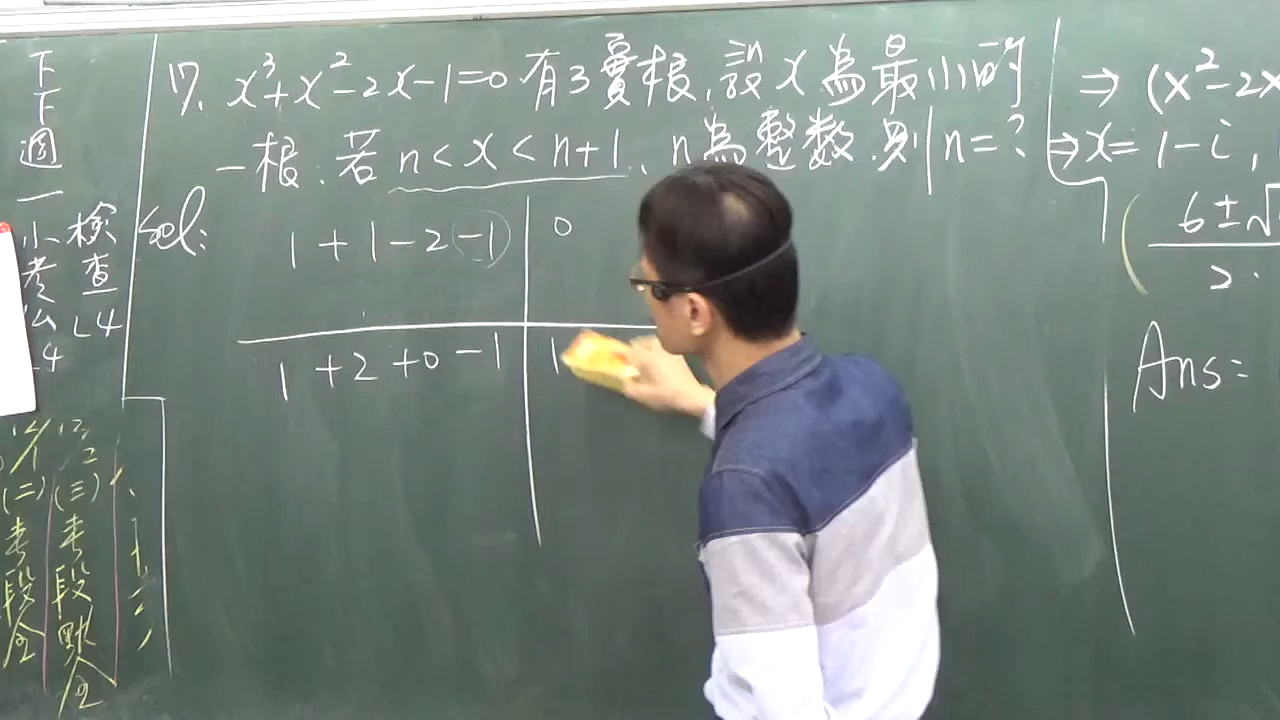 17. x³+x²-2x-1=0 有3實根,設x為最小的
一根.若 n<x<n+1, n為整數.則 n=?
sol:
1+1-2-1 0
1 +2 +0 -1 1
⇒ (x²-2x
⇒x= 1-i,
6±√
2.
Ans=
下下週一小考
檢查L4
(二)
(三)
考段
考段默